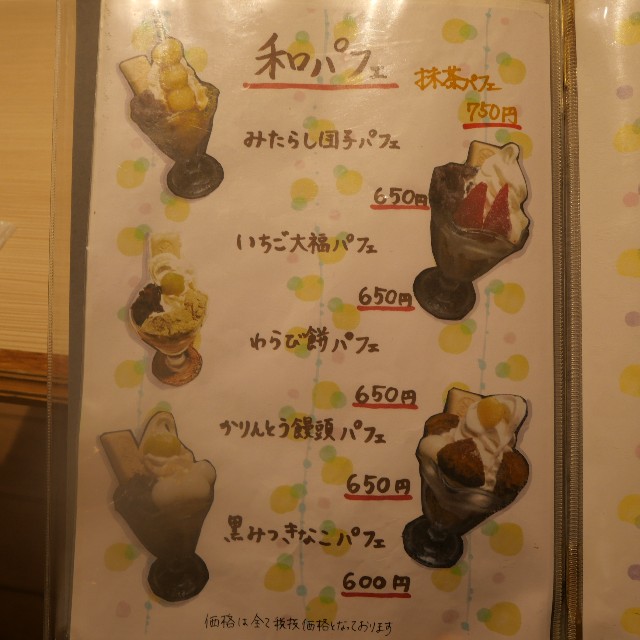 和パフェ
抹茶パフェ
750円
みたらし団子パフェ
650円
いちご大福パフェ
650円
わらび餅パフェ
650円
かりんとう饅頭パフェ
650円
黒みつきなこパフェ
600円
価格は全て税抜価格となっております